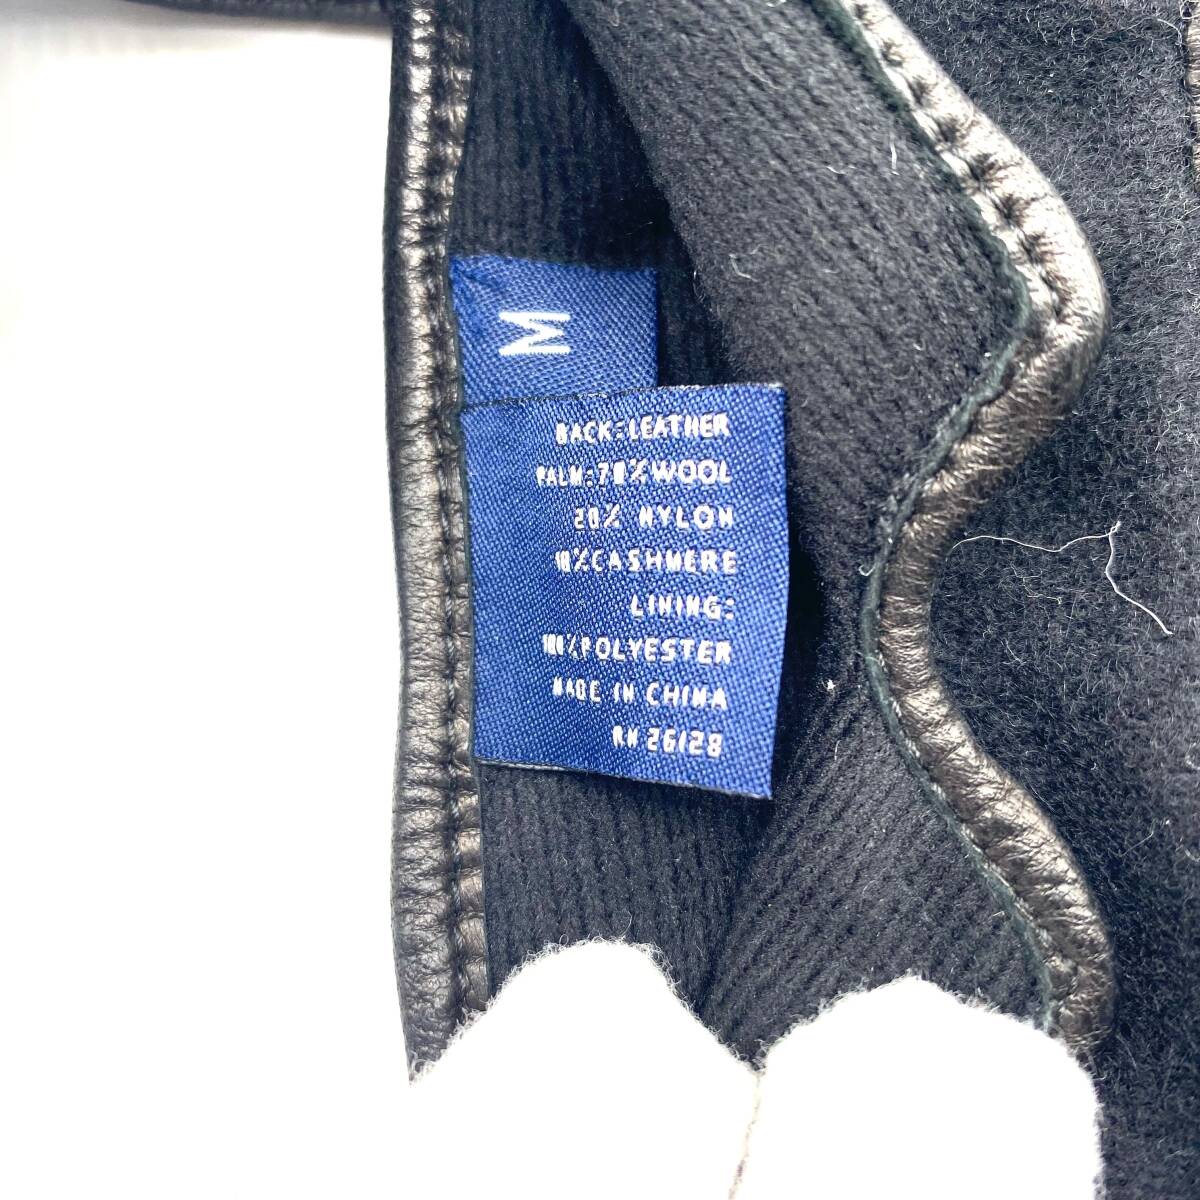 M
BACK:LEATHER
PALM:70%WOOL
20% NYLON
10%CASHMERE
LINING:
100%POLYESTER
MADE IN CHINA
RN 26128